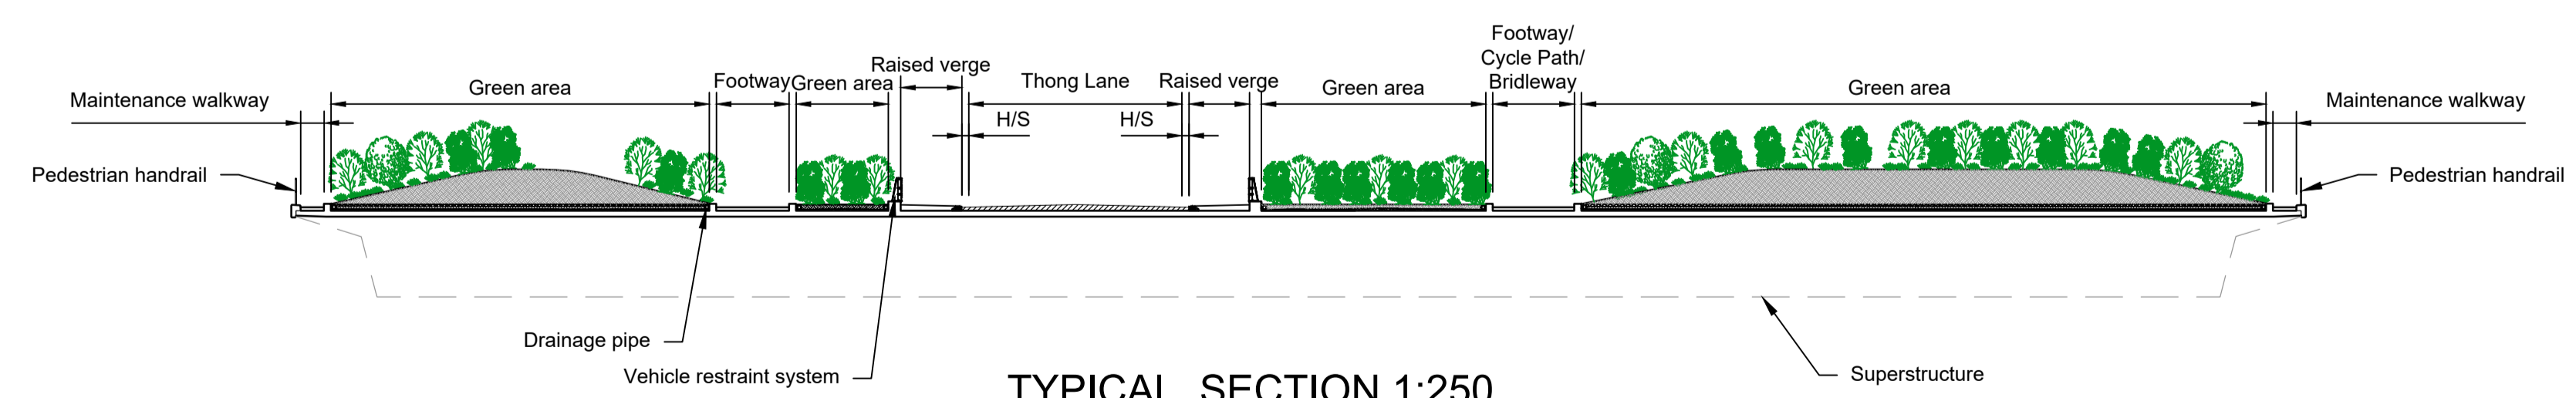 Maintenance walkway
Green area
Footway
Green area
Raised verge
H/S
Thong Lane
H/S
Raised verge
Green area
Footway/
Cycle Path/
Bridleway
Green area
Maintenance walkway
Pedestrian handrail
Pedestrian handrail
Drainage pipe
Vehicle restraint system
Superstructure
TYPICAL SECTION 1:250